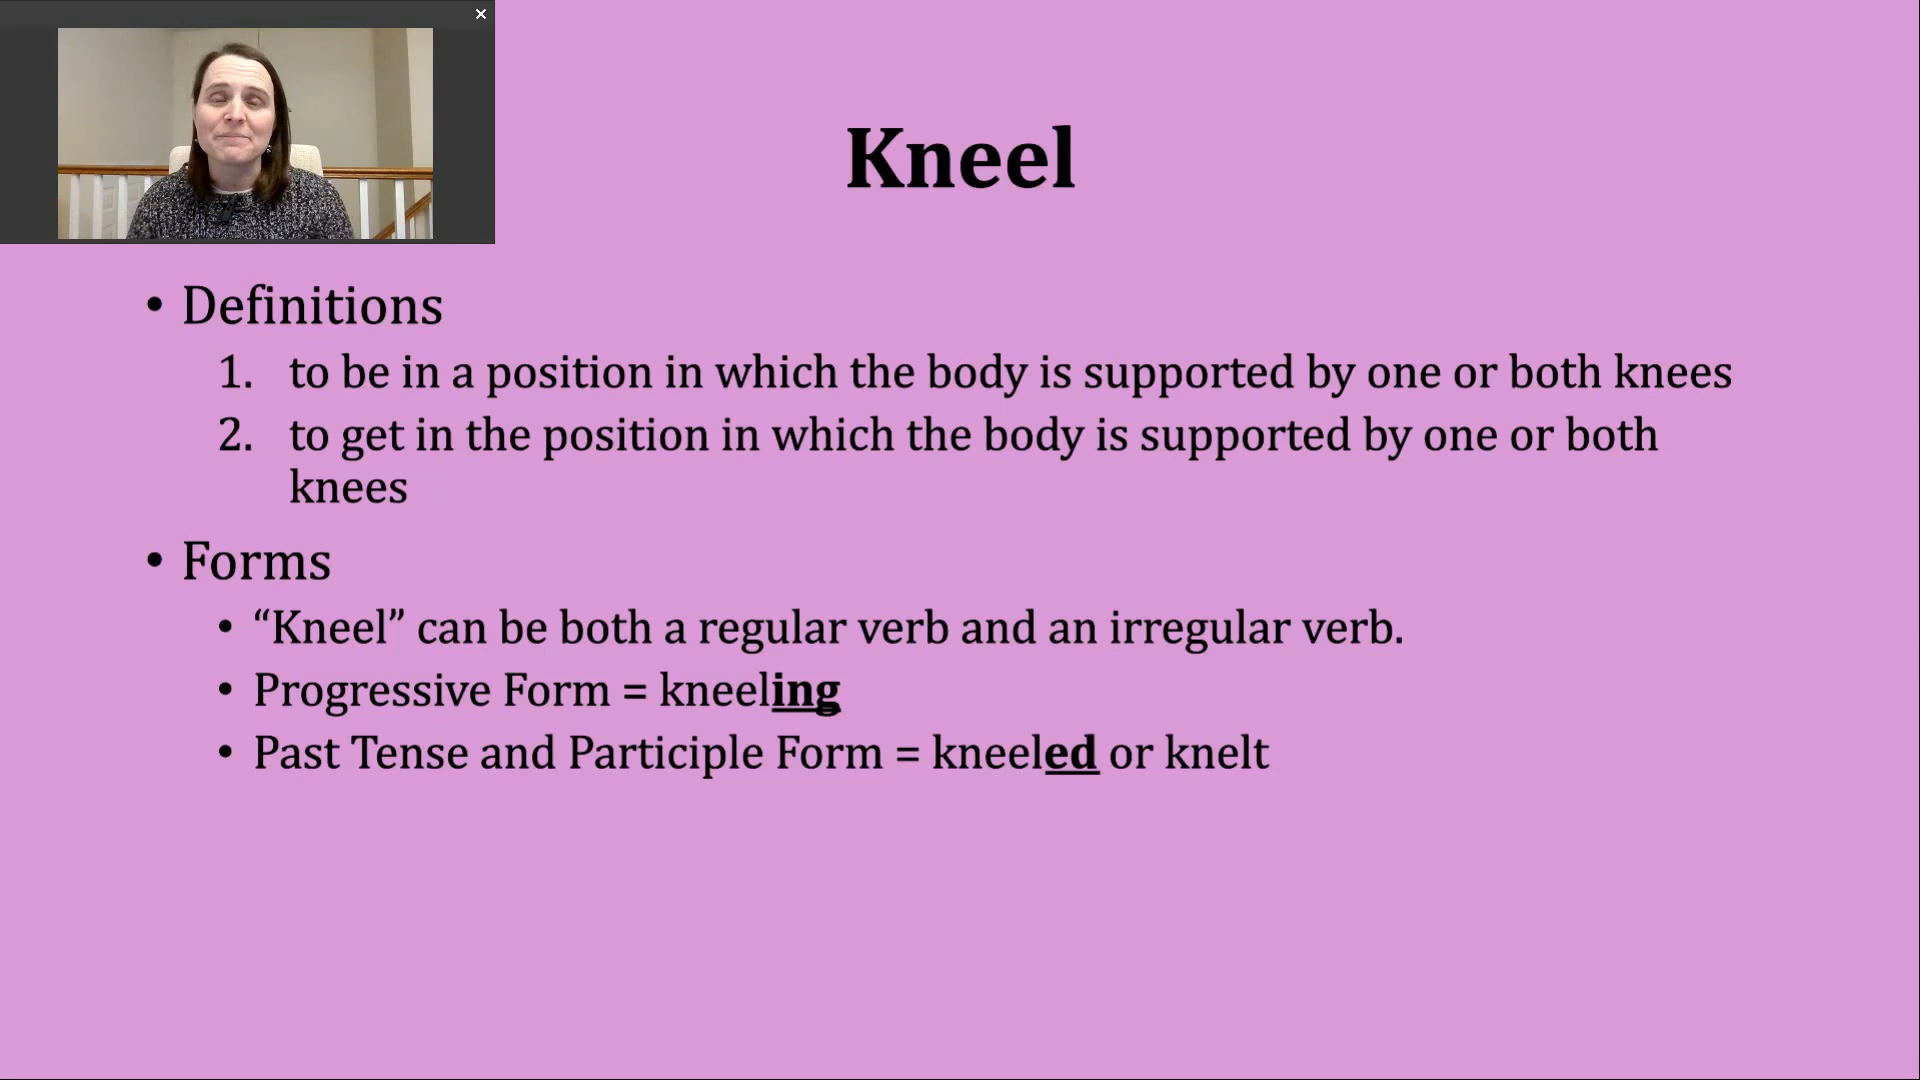 Kneel
• Definitions
1. to be in a position in which the body is supported by one or both knees
2. to get in the position in which the body is supported by one or both
knees
• Forms
• “Kneel” can be both a regular verb and an irregular verb.
• Progressive Form = kneeling
• Past Tense and Participle Form = kneeled or knelt